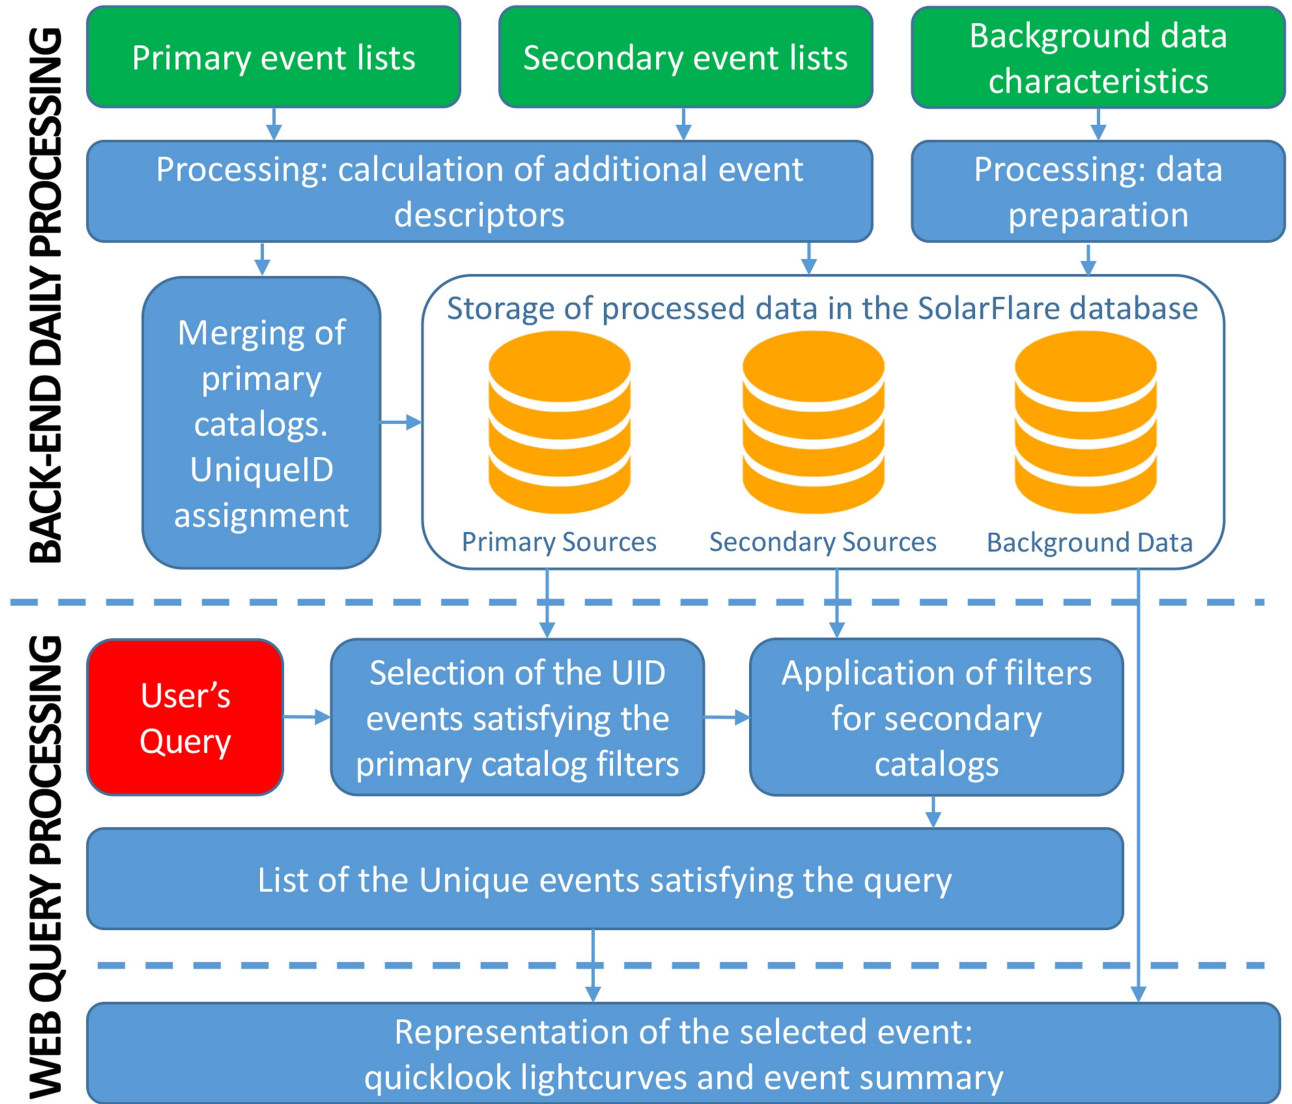 BACK-END DAILY PROCESSING
Primary event lists
Secondary event lists
Background data
characteristics
Processing: calculation of additional event
descriptors
Processing: data
preparation
Merging of
primary
catalogs.
UniqueID
assignment
Storage of processed data in the SolarFlare database
Primary Sources
Secondary Sources
Background Data
WEB QUERY PROCESSING
User’s
Query
Selection of the UID
events satisfying the
primary catalog filters
Application of filters
for secondary
catalogs
List of the Unique events satisfying the query
Representation of the selected event:
quicklook lightcurves and event summary